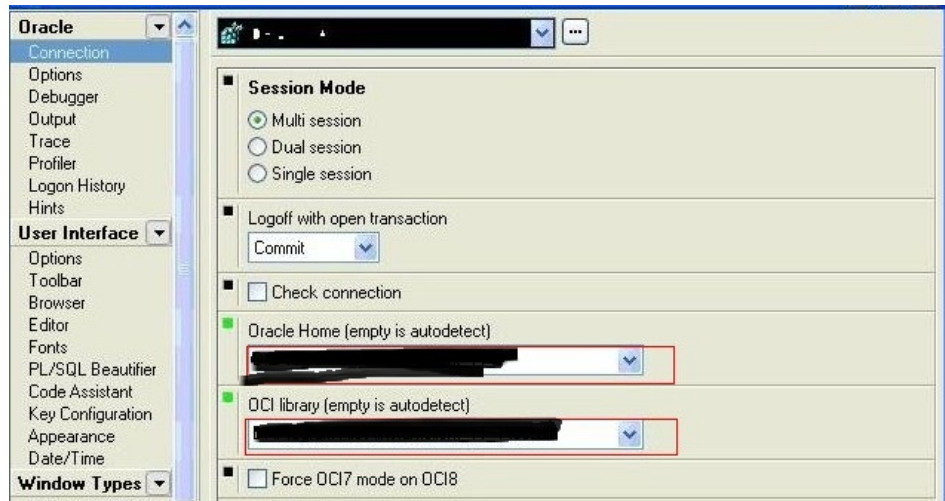 Oracle
Connection
Options
Debugger
Output
Trace
Profiler
Logon History
Hints
User Interface
Options
Toolbar
Browser
Editor
Fonts
PL/SQL Beautifier
Code Assistant
Key Configuration
Appearance
Date/Time
Window Types
...
Session Mode
Multi session
Dual session
Single session
Logoff with open transaction
Commit
Check connection
Oracle Home (empty is autodetect)
OCI library (empty is autodetect)
Force OCI7 mode on OCI8